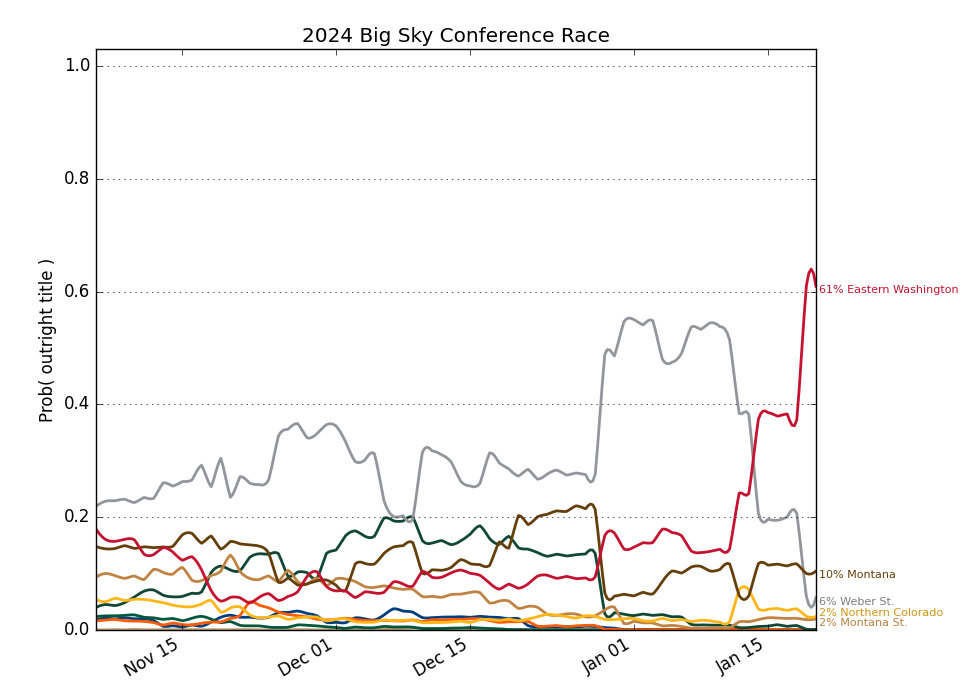 2024 Big Sky Conference Race
1.0
0.8
0.6
0.4
0.2
0.0
Prob( outright title )
Nov 15
Dec 01
Dec 15
Jan 01
Jan 15
61% Eastern Washington
10% Montana
6% Weber St.
2% Northern Colorado
2% Montana St.